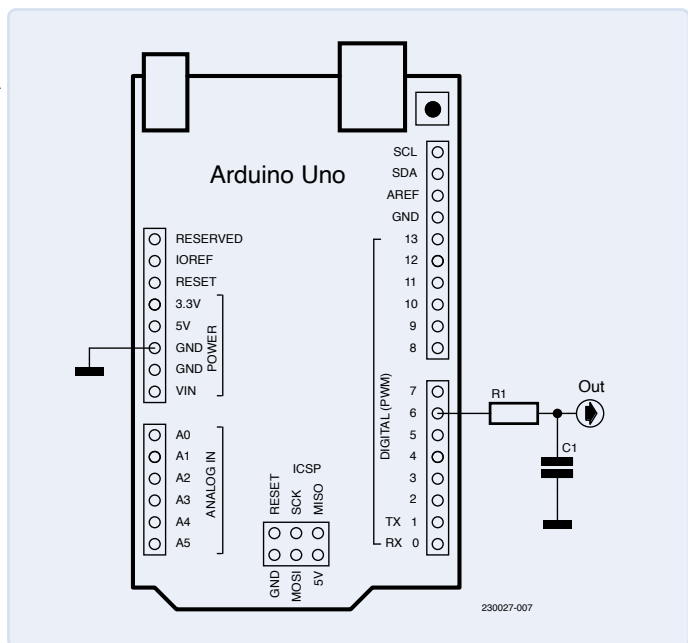 Arduino Uno
SCL
SDA
AREF
GND
RESERVED
IOREF
RESET
3.3V
5V
GND
GND
VIN
POWER
13
12
11
10
9
8
7
6
5
4
3
2
TX 1
RX 0
DIGITAL (PWM)
R1
Out
C1
A0
A1
A2
A3
A4
A5
ANALOG IN
ICSP
RESET
SCK
MISO
GND
MOSI
5V
230027-007